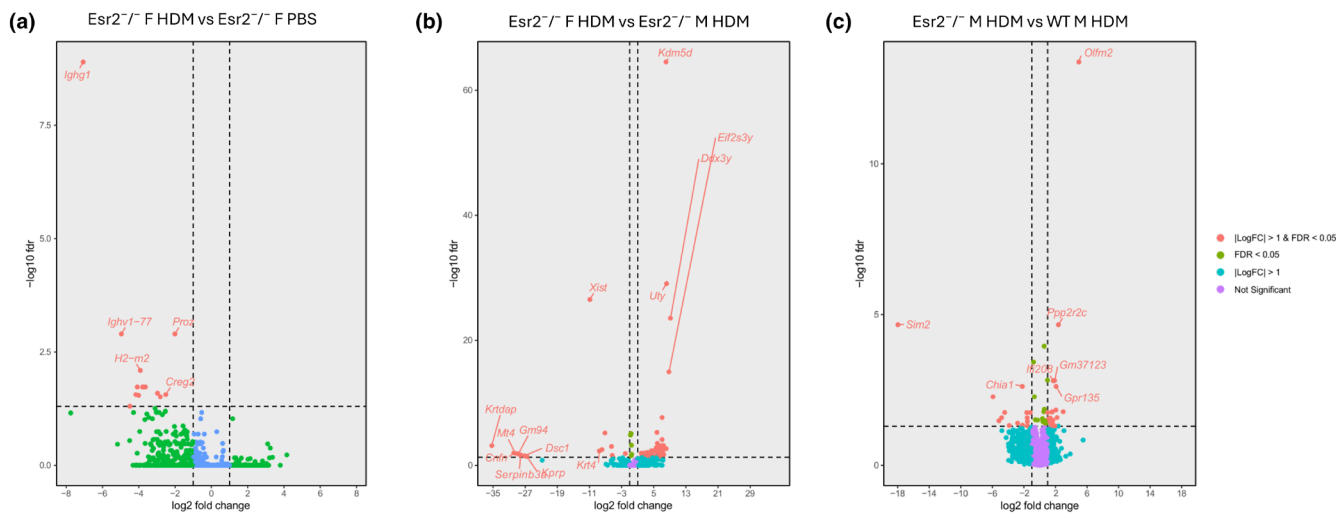 (a) Esr2⁻/⁻ F HDM vs Esr2⁻/⁻ F PBS
Ighg1
Ighv1−77
Prox
H2−m2
Creg2
−log10 fdr
7.5
5.0
2.5
0.0
−8 −6 −4 −2 0 2 4 6 8
log2 fold change
(b) Esr2⁻/⁻ F HDM vs Esr2⁻/⁻ M HDM
Kdm5d
Eif2s3y
Ddx3y
Xist
Uty
Krtdap
Mt4
Gm94
Dsc1
Krt4
Serpinb3a
Kprp
−log10 fdr
60
40
20
0
−35 −27 −19 −11 −3 5 13 21 29
log2 fold change
(c) Esr2⁻/⁻ M HDM vs WT M HDM
Olfm2
Sim2
Ppp2r2c
Gm37123
Chia1
Gpr135
−log10 fdr
10
5
0
−18 −14 −10 −6 −2 2 6 10 14 18
log2 fold change
|LogFC| > 1 & FDR < 0.05
FDR < 0.05
|LogFC| > 1
Not Significant